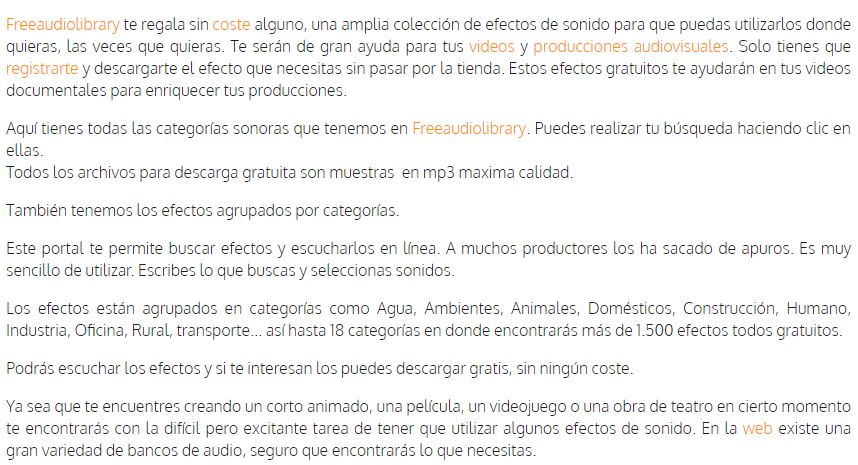 Freeaudiolibrary te regala sin coste alguno, una amplia colección de efectos de sonido para que puedas utilizarlos donde
quieras, las veces que quieras. Te serán de gran ayuda para tus videos y producciones audiovisuales. Solo tienes que
registrarte y descargarte el efecto que necesitas sin pasar por la tienda. Estos efectos gratuitos te ayudarán en tus videos
documentales para enriquecer tus producciones.
Aquí tienes todas las categorías sonoras que tenemos en Freeaudiolibrary. Puedes realizar tu búsqueda haciendo clic en
ellas.
Todos los archivos para descarga gratuita son muestras en mp3 maxima calidad.
También tenemos los efectos agrupados por categorías.
Este portal te permite buscar efectos y escucharlos en línea. A muchos productores los ha sacado de apuros. Es muy
sencillo de utilizar. Escribes lo que buscas y seleccionas sonidos.
Los efectos están agrupados en categorías como Agua, Ambientes, Animales, Domésticos, Construcción, Humano,
Industria, Oficina, Rural, transporte... así hasta 18 categorías en donde encontrarás más de 1.500 efectos todos gratuitos.
Podrás escuchar los efectos y si te interesan los puedes descargar gratis, sin ningún coste.
Ya sea que te encuentres creando un corto animado, una película, un videojuego o una obra de teatro en cierto momento
te encontrarás con la difícil pero excitante tarea de tener que utilizar algunos efectos de sonido. En la web existe una
gran variedad de bancos de audio, seguro que encontrarás lo que necesitas.